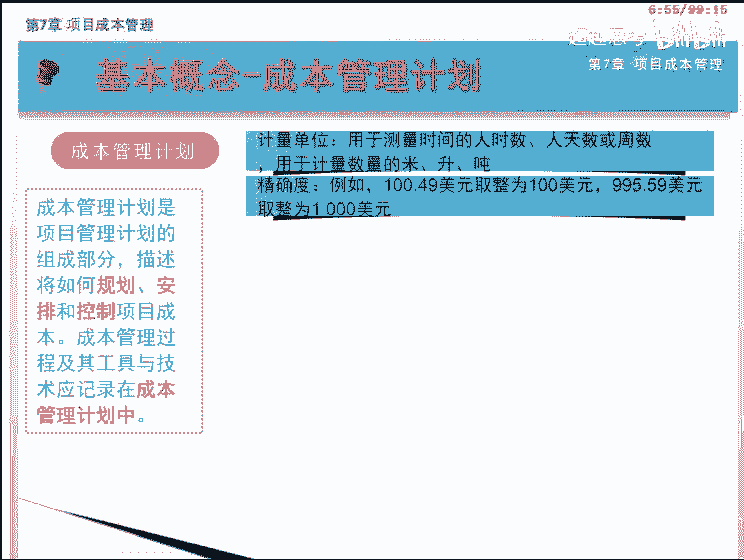 第7章 项目成本管理
6:55/99:15
bilibili
第7章 项目成本管理
基本概念-成本管理计划
成本管理计划
计量单位：用于测量时间的人时数、人天数或周数
，用于计量数量的米、升、吨
精确度：例如，100.49美元取整为100美元，995.59美元
取整为1 000美元
成本管理计划是
项目管理计划的
组成部分，描述
将如何规划、安
排和控制项目成
本。成本管理过
程及其工具与技
术应记录在成本
管理计划中。